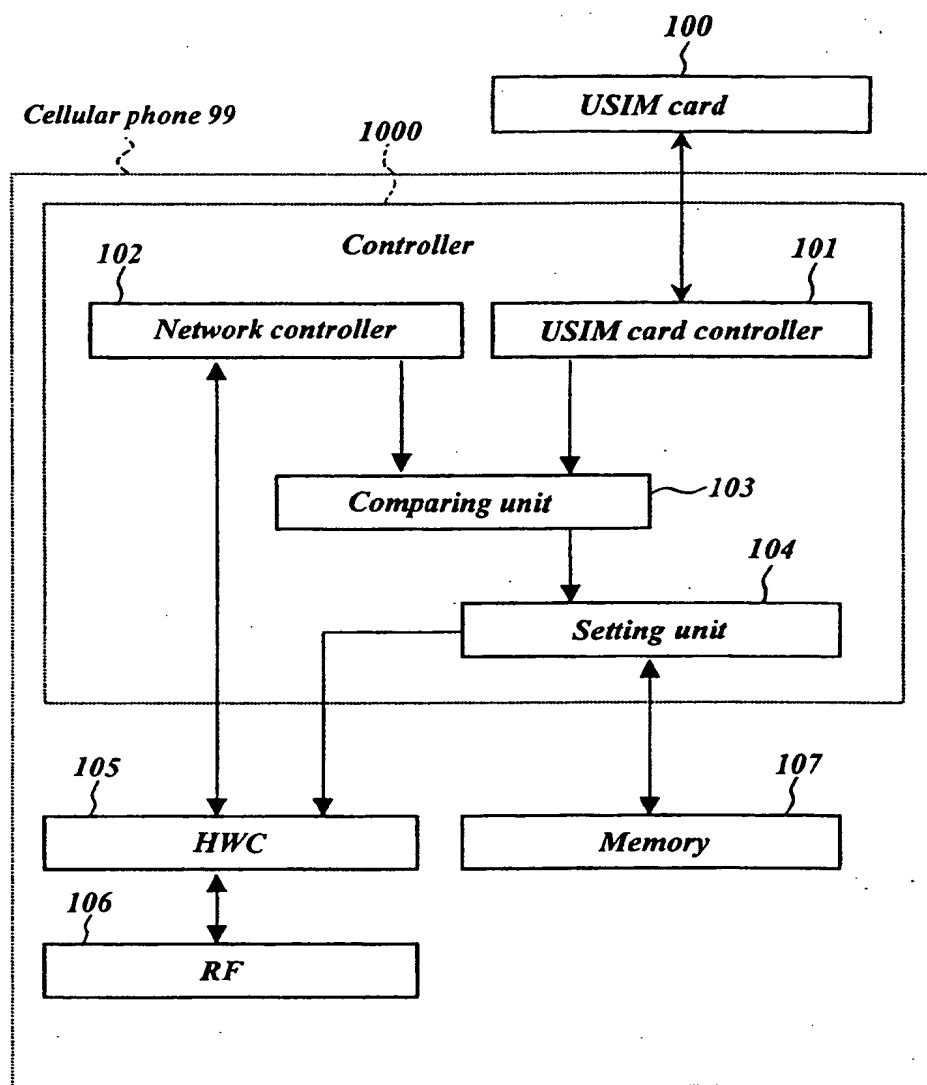 100
USIM card
Cellular phone 99
1000
Controller
102
101
Network controller
USIM card controller
Comparing unit
103
104
Setting unit
105
107
HWC
Memory
106
RF